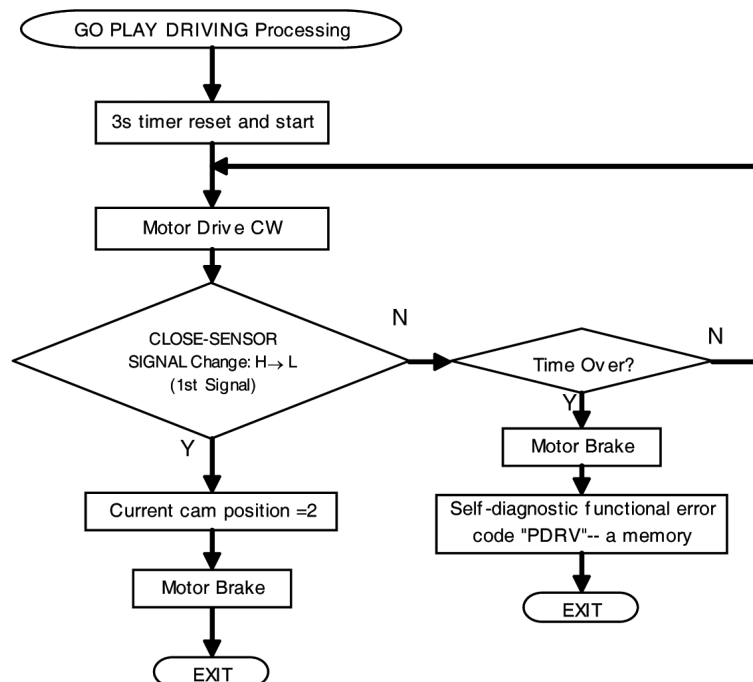 GO PLAY DRIVING Processing
3s timer reset and start
Motor Drive CW
CLOSE-SENSOR
SIGNAL Change: H→ L
(1st Signal)
N
Y
Time Over?
N
Y
Current cam position =2
Motor Brake
EXIT
Motor Brake
Self-diagnostic functional error
code "PDRV"-- a memory
EXIT